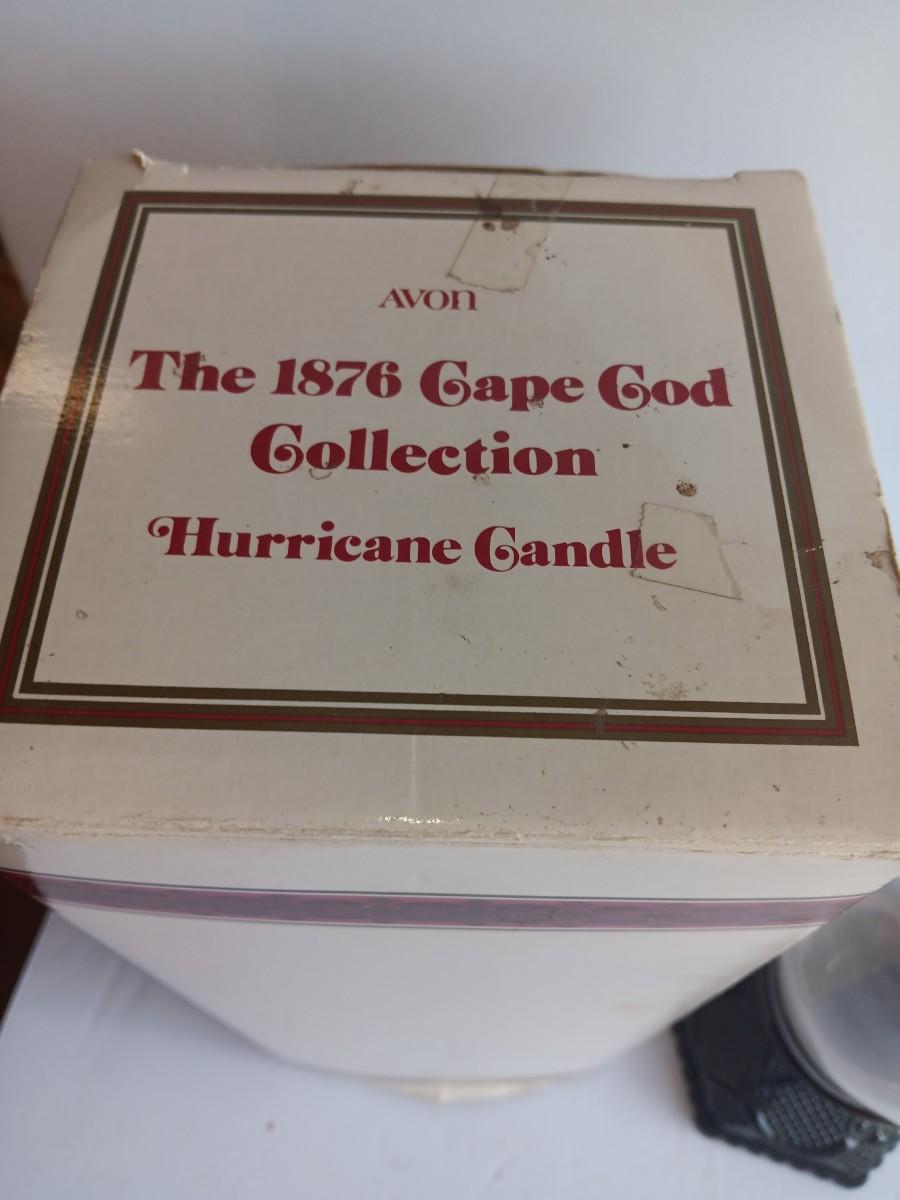 AVON
The 1876 Cape Cod
Collection
Hurricane Candle